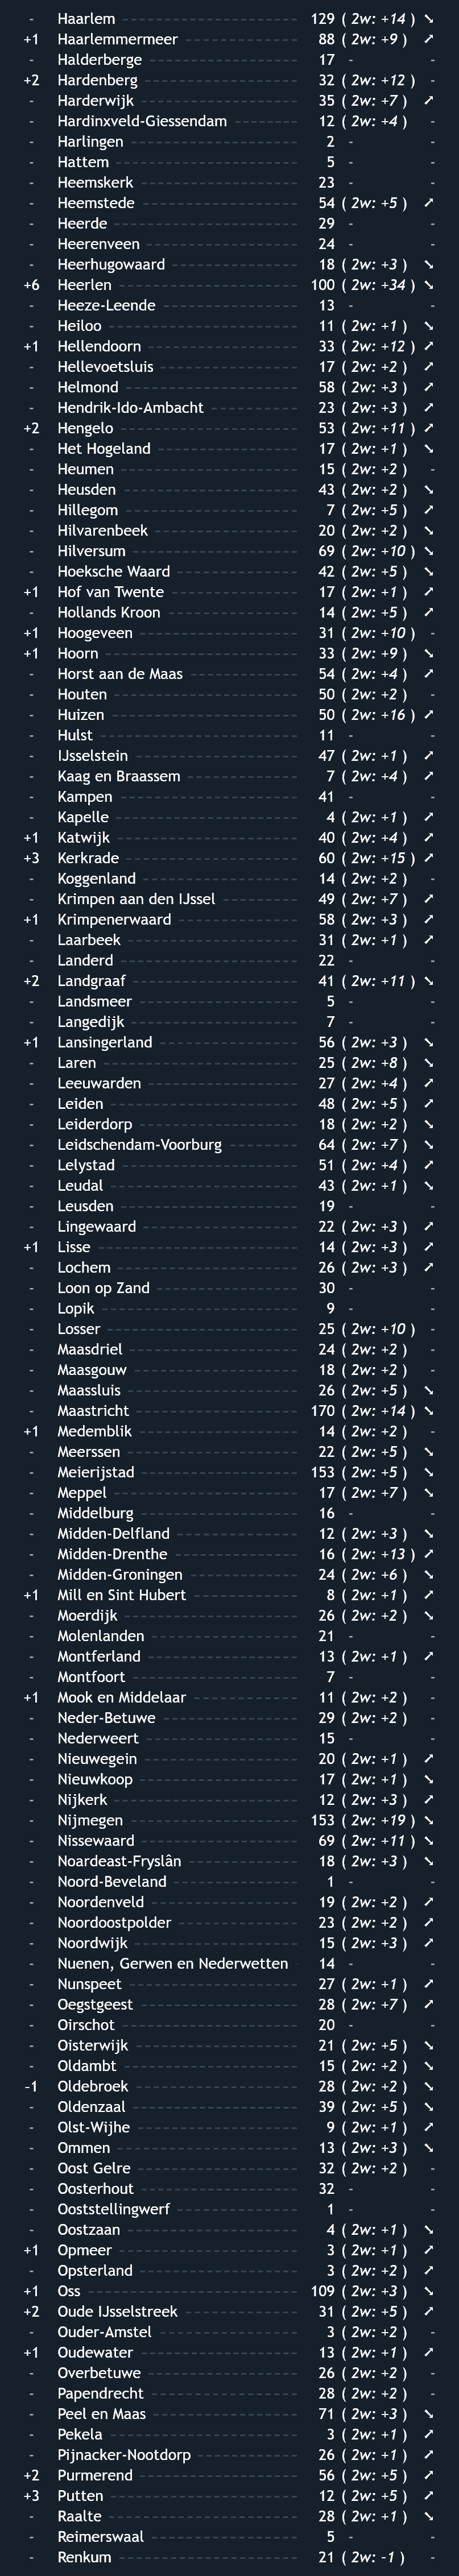 - Haarlem 129 ( 2w: +14 ) ➘
+1 Haarlemmermeer 88 ( 2w: +9 ) ➚
- Halderberge 17 - -
+2 Hardenberg 32 ( 2w: +12 ) -
- Harderwijk 35 ( 2w: +7 ) ➚
- Hardinxveld-Giessendam 12 ( 2w: +4 ) -
- Harlingen 2 - -
- Hattem 5 - -
- Heemskerk 23 - -
- Heemstede 54 ( 2w: +5 ) ➚
- Heerde 29 - -
- Heerenveen 24 - -
- Heerhugowaard 18 ( 2w: +3 ) ➘
+6 Heerlen 100 ( 2w: +34 ) ➘
- Heeze-Leende 13 - -
- Heiloo 11 ( 2w: +1 ) ➘
+1 Hellendoorn 33 ( 2w: +12 ) ➚
- Hellevoetsluis 17 ( 2w: +2 ) ➚
- Helmond 58 ( 2w: +3 ) ➚
- Hendrik-Ido-Ambacht 23 ( 2w: +3 ) ➚
+2 Hengelo 53 ( 2w: +11 ) ➚
- Het Hogeland 17 ( 2w: +1 ) ➘
- Heumen 15 ( 2w: +2 ) -
- Heusden 43 ( 2w: +2 ) ➘
- Hillegom 7 ( 2w: +5 ) ➚
- Hilvarenbeek 20 ( 2w: +2 ) ➘
- Hilversum 69 ( 2w: +10 ) ➘
- Hoeksche Waard 42 ( 2w: +5 ) ➘
+1 Hof van Twente 17 ( 2w: +1 ) ➚
- Hollands Kroon 14 ( 2w: +5 ) ➚
+1 Hoogeveen 31 ( 2w: +10 ) -
+1 Hoorn 33 ( 2w: +9 ) ➘
- Horst aan de Maas 54 ( 2w: +4 ) ➚
- Houten 50 ( 2w: +2 ) -
- Huizen 50 ( 2w: +16 ) ➚
- Hulst 11 - -
- IJsselstein 47 ( 2w: +1 ) ➚
- Kaag en Braassem 7 ( 2w: +4 ) ➚
- Kampen 41 - -
- Kapelle 4 ( 2w: +1 ) ➚
+1 Katwijk 40 ( 2w: +4 ) ➚
+3 Kerkrade 60 ( 2w: +15 ) ➚
- Koggenland 14 ( 2w: +2 ) -
- Krimpen aan den IJssel 49 ( 2w: +7 ) ➚
+1 Krimpenerwaard 58 ( 2w: +3 ) ➚
- Laarbeek 31 ( 2w: +1 ) ➚
- Landerd 22 - -
+2 Landgraaf 41 ( 2w: +11 ) ➘
- Landsmeer 5 - -
- Langedijk 7 - -
+1 Lansingerland 56 ( 2w: +3 ) ➘
- Laren 25 ( 2w: +8 ) ➘
- Leeuwarden 27 ( 2w: +4 ) ➚
- Leiden 48 ( 2w: +5 ) ➚
- Leiderdorp 18 ( 2w: +2 ) ➘
- Leidschendam-Voorburg 64 ( 2w: +7 ) ➘
- Lelystad 51 ( 2w: +4 ) ➚
- Leudal 43 ( 2w: +1 ) ➘
- Leusden 19 - -
- Lingewaard 22 ( 2w: +3 ) ➚
+1 Lisse 14 ( 2w: +3 ) ➚
- Lochem 26 ( 2w: +3 ) ➚
- Loon op Zand 30 - -
- Lopik 9 - -
- Losser 25 ( 2w: +10 ) -
- Maasdriel 24 ( 2w: +2 ) -
- Maasgouw 18 ( 2w: +2 ) -
- Maassluis 26 ( 2w: +5 ) ➘
- Maastricht 170 ( 2w: +14 ) ➘
+1 Medemblik 14 ( 2w: +2 ) -
- Meerssen 22 ( 2w: +5 ) ➘
- Meierijstad 153 ( 2w: +5 ) ➘
- Meppel 17 ( 2w: +7 ) ➘
- Middelburg 16 - -
- Midden-Delfland 12 ( 2w: +3 ) ➘
- Midden-Drenthe 16 ( 2w: +13 ) ➚
- Midden-Groningen 24 ( 2w: +6 ) ➘
+1 Mill en Sint Hubert 8 ( 2w: +1 ) ➚
- Moerdijk 26 ( 2w: +2 ) ➘
- Molenlanden 21 - -
- Montferland 13 ( 2w: +1 ) ➚
- Montfoort 7 - -
+1 Mook en Middelaar 11 ( 2w: +2 ) -
- Neder-Betuwe 29 ( 2w: +2 ) -
- Nederweert 15 - -
- Nieuwegein 20 ( 2w: +1 ) ➚
- Nieuwkoop 17 ( 2w: +1 ) ➘
- Nijkerk 12 ( 2w: +3 ) ➚
- Nijmegen 153 ( 2w: +19 ) ➘
- Nissewaard 69 ( 2w: +11 ) ➘
- Noardeast-Fryslân 18 ( 2w: +3 ) ➘
- Noord-Beveland 1 - -
- Noordenveld 19 ( 2w: +2 ) ➚
- Noordoostpolder 23 ( 2w: +2 ) ➚
- Noordwijk 15 ( 2w: +3 ) ➚
- Nuenen, Gerwen en Nederwetten 14 - -
- Nunspeet 27 ( 2w: +1 ) ➚
- Oegstgeest 28 ( 2w: +7 ) ➚
- Oirschot 20 - -
- Oisterwijk 21 ( 2w: +5 ) ➘
- Oldambt 15 ( 2w: +2 ) ➘
-1 Oldebroek 28 ( 2w: +2 ) ➘
- Oldenzaal 39 ( 2w: +5 ) ➘
- Olst-Wijhe 9 ( 2w: +1 ) ➚
- Ommen 13 ( 2w: +3 ) ➘
- Oost Gelre 32 ( 2w: +2 ) -
- Oosterhout 32 - -
- Ooststellingwerf 1 - -
- Oostzaan 4 ( 2w: +1 ) ➘
+1 Opmeer 3 ( 2w: +1 ) ➚
- Opsterland 3 ( 2w: +2 ) ➚
+1 Oss 109 ( 2w: +3 ) ➘
+2 Oude IJsselstreek 31 ( 2w: +5 ) ➚
- Ouder-Amstel 3 ( 2w: +2 ) -
+1 Oudewater 13 ( 2w: +1 ) ➚
- Overbetuwe 26 ( 2w: +2 ) -
- Papendrecht 28 ( 2w: +2 ) -
- Peel en Maas 71 ( 2w: +3 ) ➘
- Pekela 3 ( 2w: +1 ) ➚
- Pijnacker-Nootdorp 26 ( 2w: +1 ) ➚
+2 Purmerend 56 ( 2w: +5 ) ➚
+3 Putten 12 ( 2w: +5 ) ➚
- Raalte 28 ( 2w: +1 ) ➘
- Reimerswaal 5 - -
- Renkum 21 ( 2w: -1 ) -